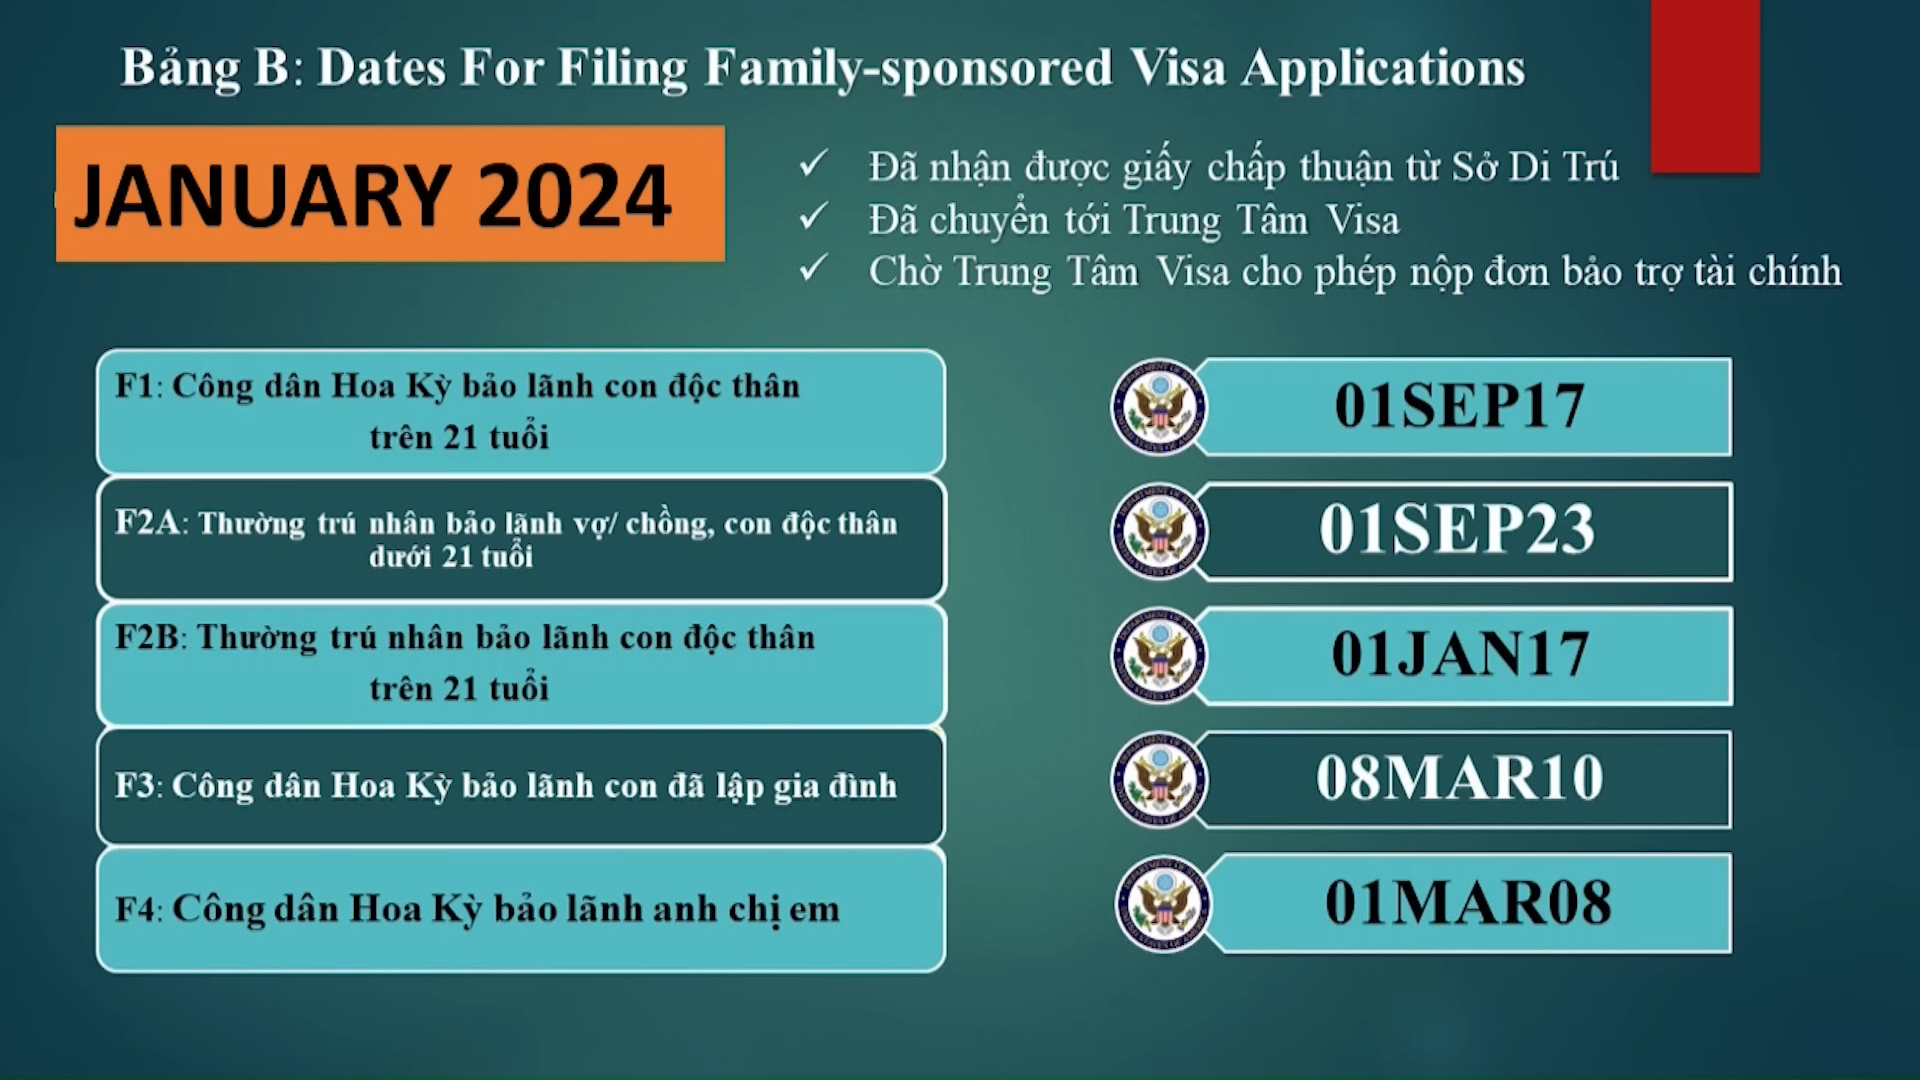 Bảng B: Dates For Filing Family-sponsored Visa Applications
JANUARY 2024
Đã nhận được giấy chấp thuận từ Sở Di Trú
Đã chuyển tới Trung Tâm Visa
Chờ Trung Tâm Visa cho phép nộp đơn bảo trợ tài chính
F1: Công dân Hoa Kỳ bảo lãnh con độc thân
trên 21 tuổi
01SEP17
F2A: Thường trú nhân bảo lãnh vợ/ chồng, con độc thân
dưới 21 tuổi
01SEP23
F2B: Thường trú nhân bảo lãnh con độc thân
trên 21 tuổi
01JAN17
F3: Công dân Hoa Kỳ bảo lãnh con đã lập gia đình
08MAR10
F4: Công dân Hoa Kỳ bảo lãnh anh chị em
01MAR08